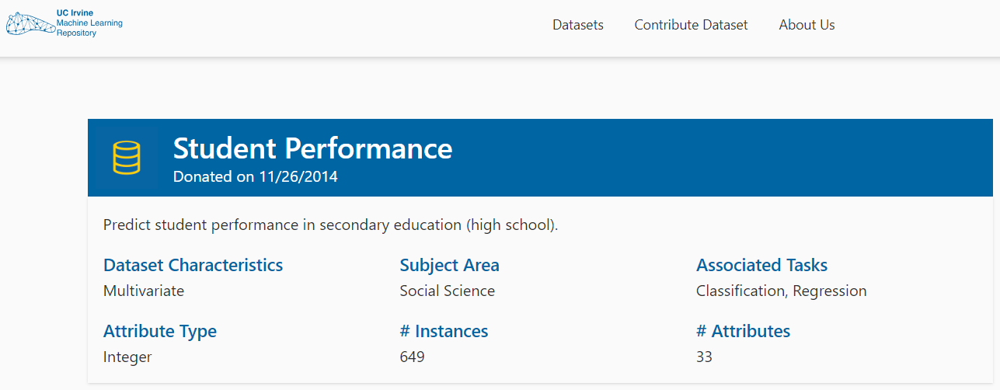 UC Irvine
Machine Learning
Repository
Datasets Contribute Dataset About Us
Student Performance
Donated on 11/26/2014
Predict student performance in secondary education (high school).
Dataset Characteristics Subject Area Associated Tasks
Multivariate Social Science Classification, Regression
Attribute Type # Instances # Attributes
Integer 649 33